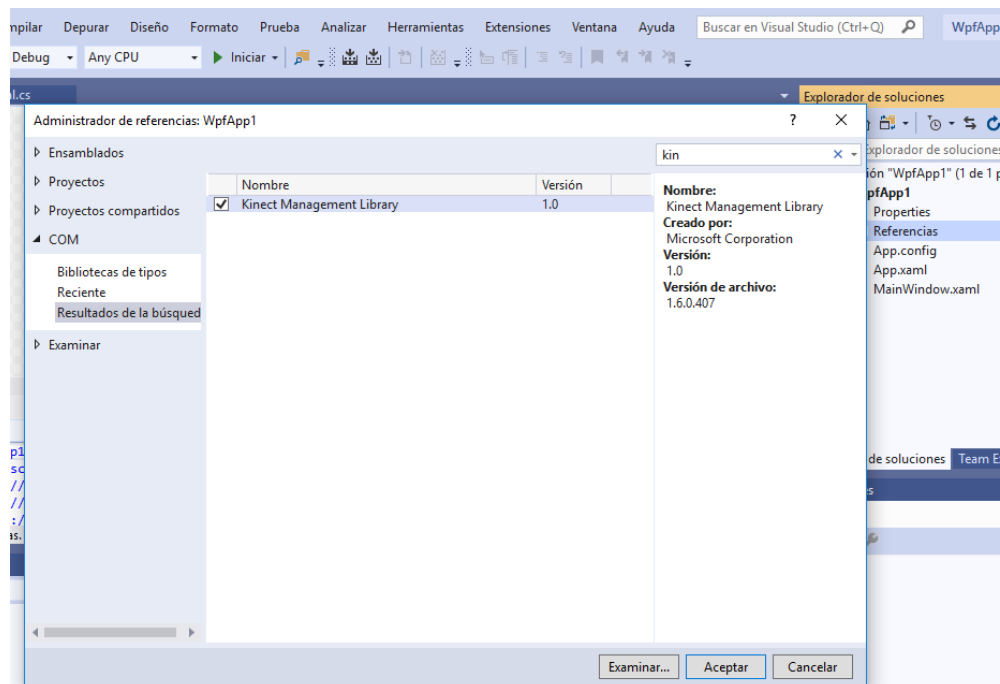 mpilar Depurar Diseño Formato Prueba Analizar Herramientas Extensiones Ventana Ayuda Buscar en Visual Studio (Ctrl+Q) WpfApp
Debug Any CPU Iniciar
l.cs
Explorador de soluciones
Administrador de referencias: WpfApp1 ?
xplorador de soluciones
Ensamblados
kin
ión "WpfApp1" (1 de 1 p
pfApp1
Proyectos
Nombre Versión
Nombre:
Properties
Proyectos compartidos
Kinect Management Library 1.0
Kinect Management Library
Referencias
Creado por:
COM
Microsoft Corporation
App.config
Versión:
Bibliotecas de tipos
1.0
App.xaml
Reciente
Versión de archivo:
MainWindow.xaml
Resultados de la búsqued
1.6.0.407
Examinar
p1
sc
//
//
:/
as.
de soluciones Team E
s
Examinar... Aceptar Cancelar